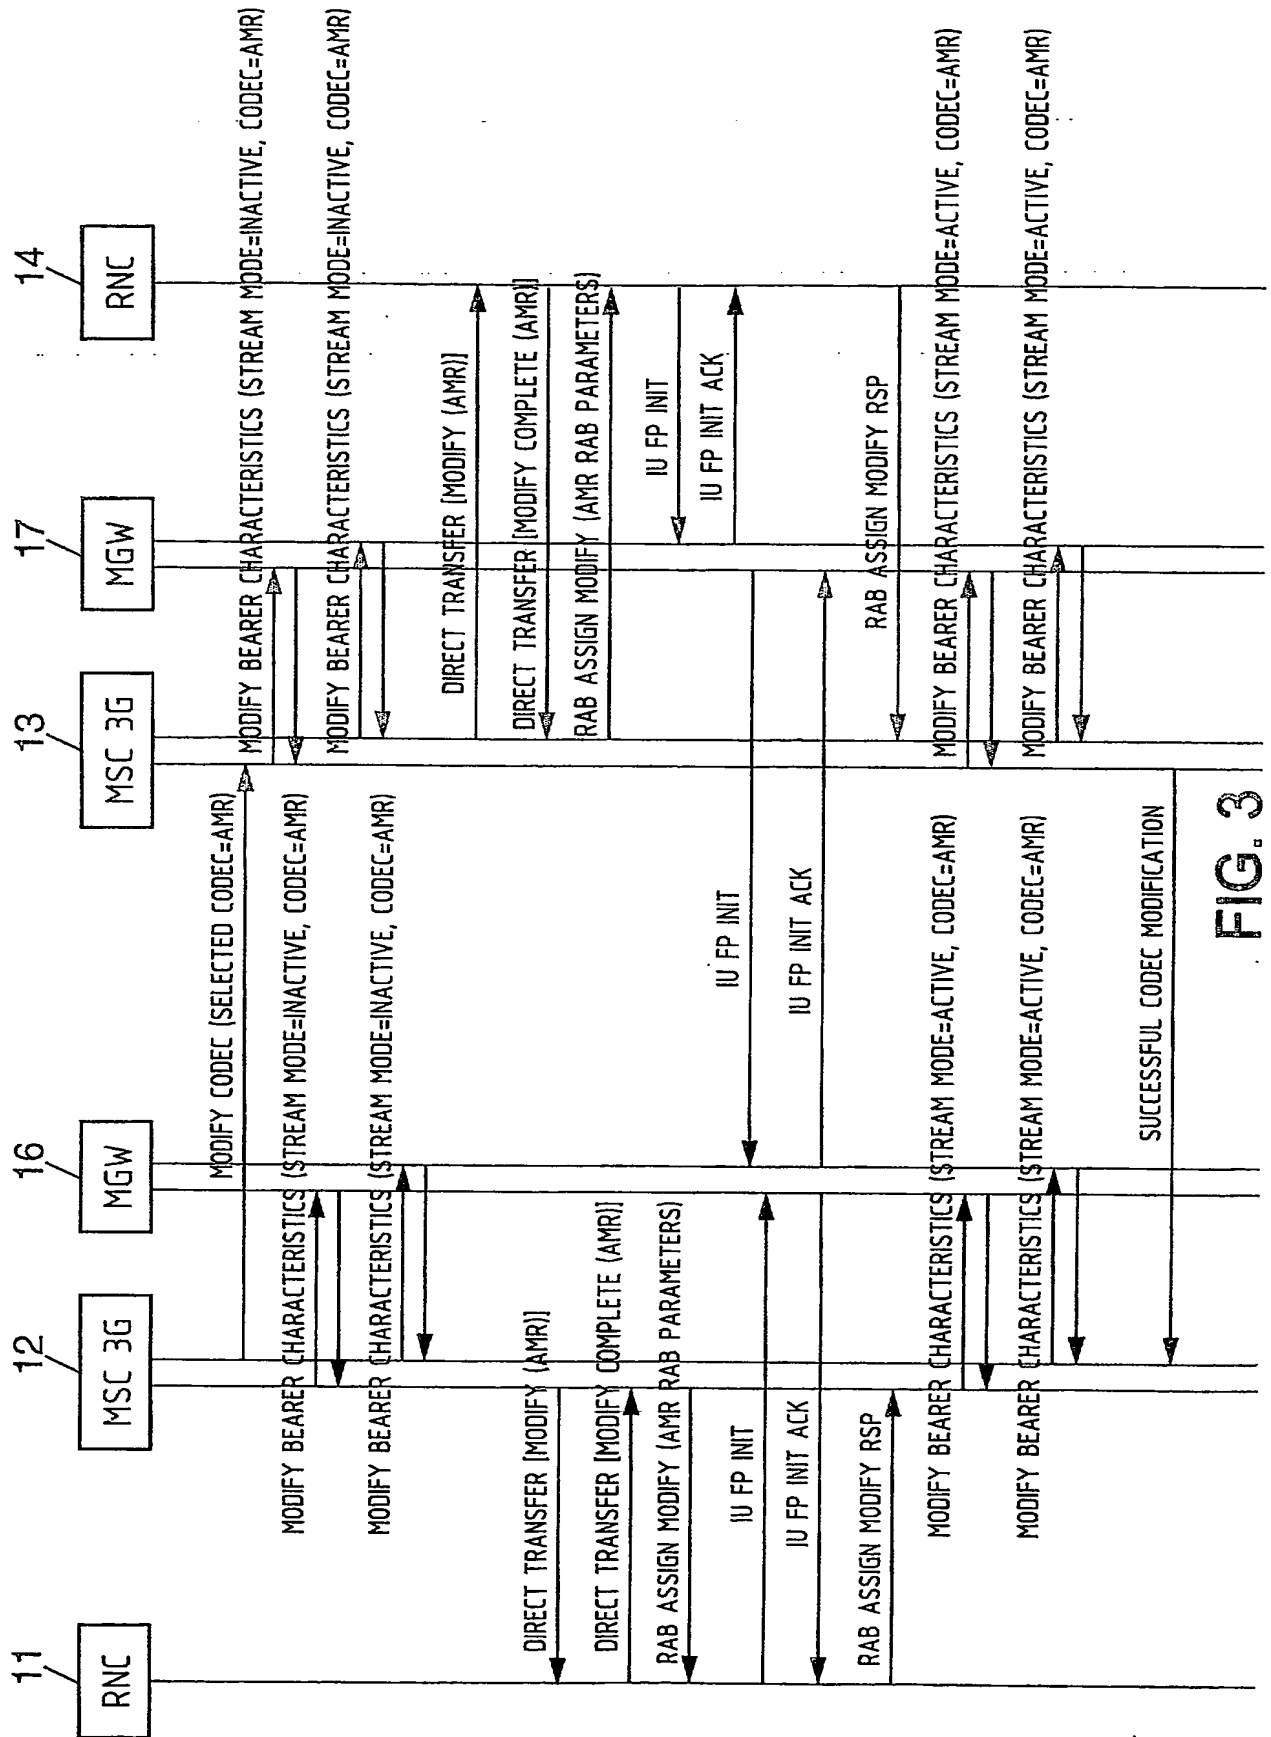 11
RNC
12
MSC 3G
16
MGW
13
MSC 3G
17
MGW
14
RNC
MODIFY CODEC (SELECTED CODEC=AMR)
MODIFY BEARER CHARACTERISTICS (STREAM MODE=INACTIVE, CODEC=AMR)
MODIFY BEARER CHARACTERISTICS (STREAM MODE=INACTIVE, CODEC=AMR)
MODIFY BEARER CHARACTERISTICS (STREAM MODE=INACTIVE, CODEC=AMR)
MODIFY BEARER CHARACTERISTICS (STREAM MODE=INACTIVE, CODEC=AMR)
DIRECT TRANSFER [MODIFY (AMR)]
DIRECT TRANSFER [MODIFY (AMR)]
DIRECT TRANSFER [MODIFY COMPLETE (AMR)]
DIRECT TRANSFER [MODIFY COMPLETE (AMR)]
RAB ASSIGN MODIFY (AMR RAB PARAMETERS)
RAB ASSIGN MODIFY (AMR RAB PARAMETERS)
IU FP INIT
IU FP INIT ACK
IU FP INIT
IU FP INIT
IU FP INIT ACK
IU FP INIT ACK
RAB ASSIGN MODIFY RSP
RAB ASSIGN MODIFY RSP
MODIFY BEARER CHARACTERISTICS (STREAM MODE=ACTIVE, CODEC=AMR)
MODIFY BEARER CHARACTERISTICS (STREAM MODE=ACTIVE, CODEC=AMR)
MODIFY BEARER CHARACTERISTICS (STREAM MODE=ACTIVE, CODEC=AMR)
MODIFY BEARER CHARACTERISTICS (STREAM MODE=ACTIVE, CODEC=AMR)
SUCCESSFUL CODEC MODIFICATION
FIG. 3